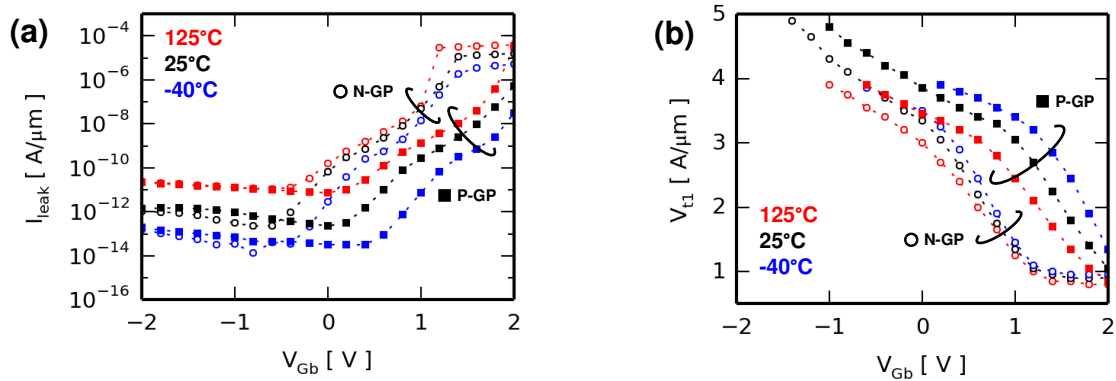 (a)
I_leak [ A/μm ]
10^−4
10^−6
10^−8
10^−10
10^−12
10^−14
10^−16
125°C
25°C
-40°C
N-GP
P-GP
−2 −1 0 1 2
V_Gb [ V ]
(b)
V_t1 [ A/μm ]
5
4
3
2
1
P-GP
N-GP
125°C
25°C
-40°C
−2 −1 0 1 2
V_Gb [ V ]